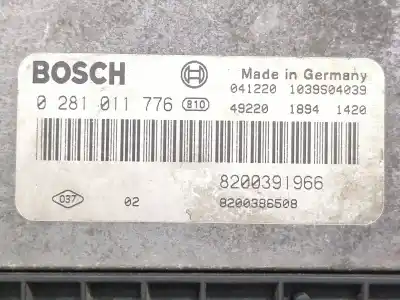 BOSCH
Made in Germany
041220 1039S04039
0 281 011 776 810
49220 1894 1420
8200391966
037 02 8200386508